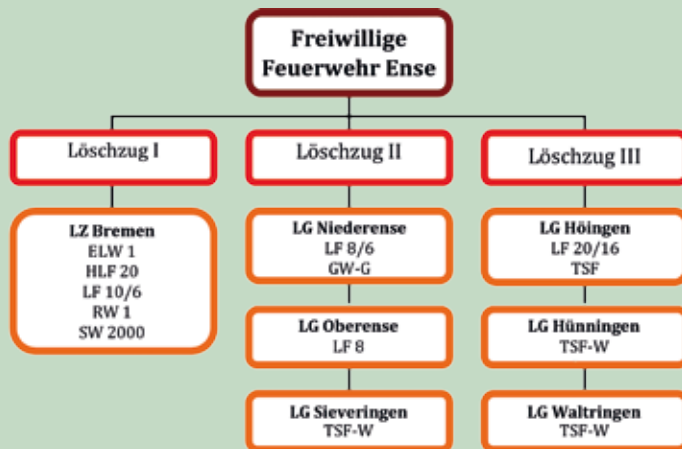 Freiwillige
Feuerwehr Ense
Löschzug I
Löschzug II
Löschzug III
LZ Bremen
ELW 1
HLF 20
LF 10/6
RW 1
SW 2000
LG Niederense
LF 8/6
GW-G
LG Höingen
LF 20/16
TSF
LG Oberense
LF 8
LG Hünningen
TSF-W
LG Sieveringen
TSF-W
LG Waltringen
TSF-W